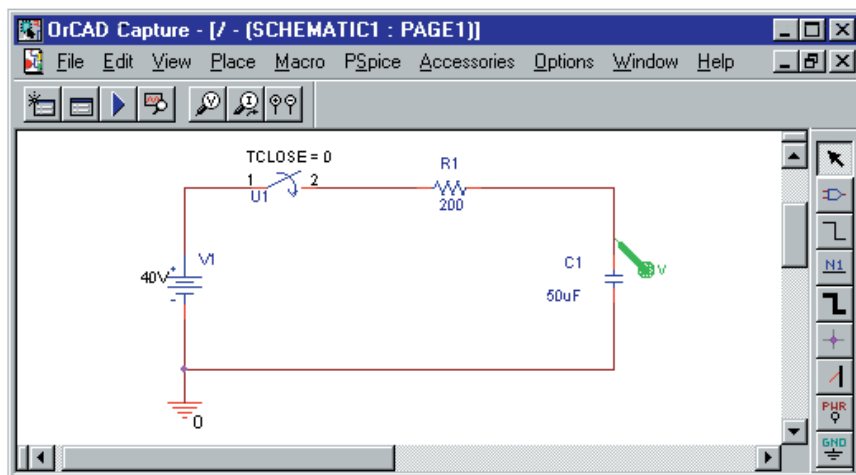 OrCAD Capture - [/ - (SCHEMATIC1 : PAGE1)]
File Edit View Place Macro PSpice Accessories Options Window Help
V I
TCLOSE = 0
1 2
U1
R1
200
V1
40V
+
-
C1
50uF
V
0
N1
PWR
GND